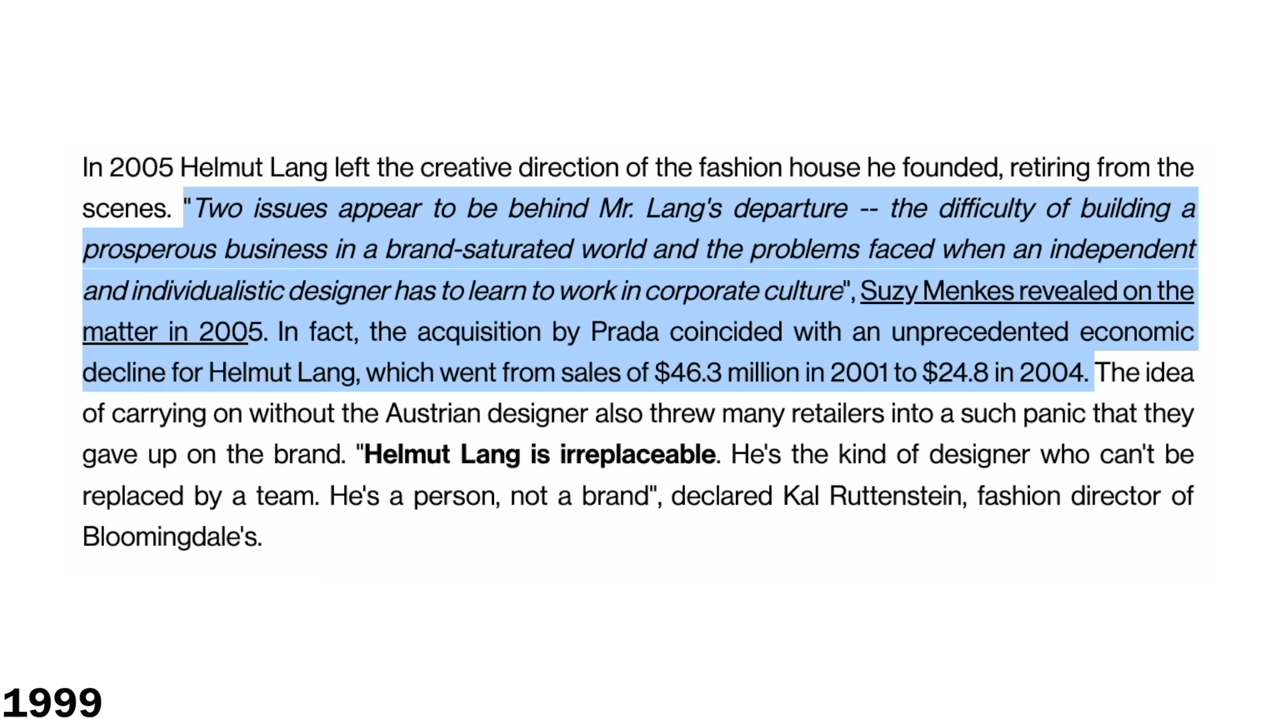 In 2005 Helmut Lang left the creative direction of the fashion house he founded, retiring from the
scenes. "Two issues appear to be behind Mr. Lang's departure -- the difficulty of building a
prosperous business in a brand-saturated world and the problems faced when an independent
and individualistic designer has to learn to work in corporate culture", Suzy Menkes revealed on the
matter in 2005. In fact, the acquisition by Prada coincided with an unprecedented economic
decline for Helmut Lang, which went from sales of $46.3 million in 2001 to $24.8 in 2004. The idea
of carrying on without the Austrian designer also threw many retailers into a such panic that they
gave up on the brand. "Helmut Lang is irreplaceable. He's the kind of designer who can't be
replaced by a team. He's a person, not a brand", declared Kal Ruttenstein, fashion director of
Bloomingdale's.
1999